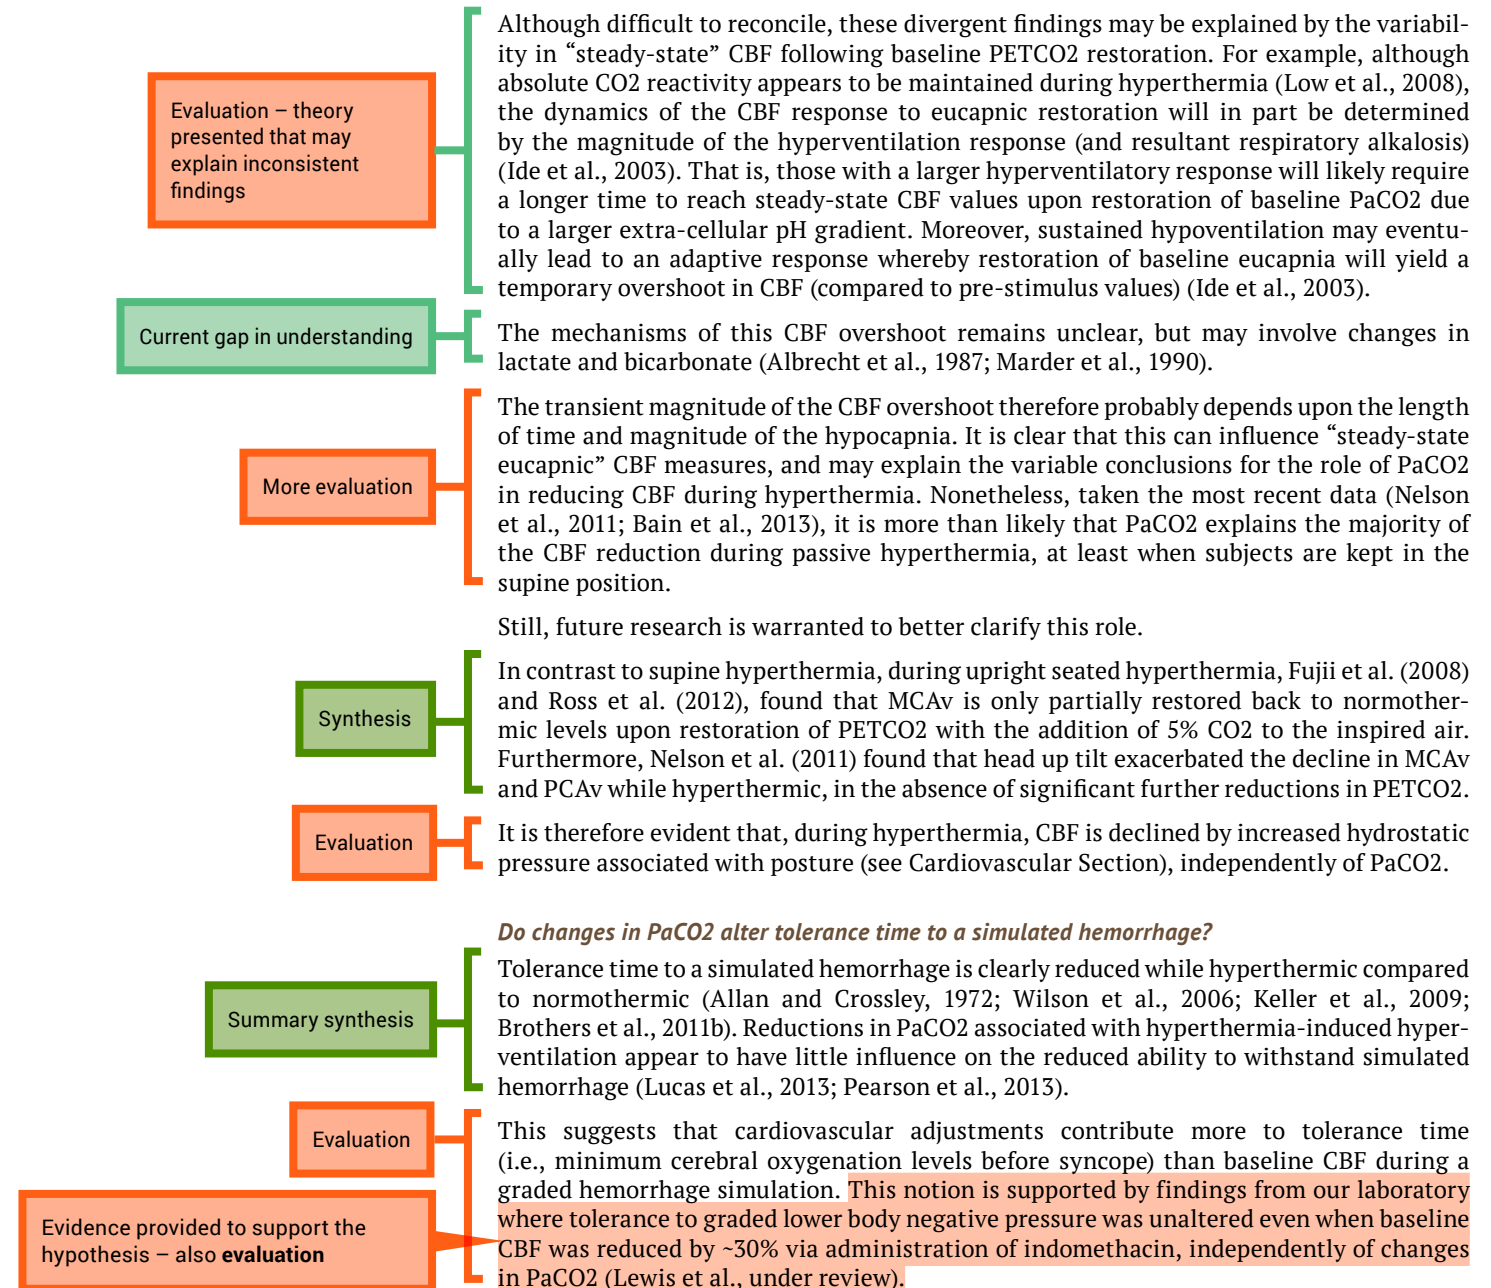 Although difficult to reconcile, these divergent findings may be explained by the variabil-
ity in “steady-state” CBF following baseline PETCO2 restoration. For example, although
absolute CO2 reactivity appears to be maintained during hyperthermia (Low et al., 2008),
the dynamics of the CBF response to eucapnic restoration will in part be determined
by the magnitude of the hyperventilation response (and resultant respiratory alkalosis)
(Ide et al., 2003). That is, those with a larger hyperventilatory response will likely require
a longer time to reach steady-state CBF values upon restoration of baseline PaCO2 due
to a larger extra-cellular pH gradient. Moreover, sustained hypoventilation may eventu-
ally lead to an adaptive response whereby restoration of baseline eucapnia will yield a
temporary overshoot in CBF (compared to pre-stimulus values) (Ide et al., 2003).
Evaluation – theory
presented that may
explain inconsistent
findings
Current gap in understanding
The mechanisms of this CBF overshoot remains unclear, but may involve changes in
lactate and bicarbonate (Albrecht et al., 1987; Marder et al., 1990).
More evaluation
The transient magnitude of the CBF overshoot therefore probably depends upon the length
of time and magnitude of the hypocapnia. It is clear that this can influence “steady-state
eucapnic” CBF measures, and may explain the variable conclusions for the role of PaCO2
in reducing CBF during hyperthermia. Nonetheless, taken the most recent data (Nelson
et al., 2011; Bain et al., 2013), it is more than likely that PaCO2 explains the majority of
the CBF reduction during passive hyperthermia, at least when subjects are kept in the
supine position.
Still, future research is warranted to better clarify this role.
Synthesis
In contrast to supine hyperthermia, during upright seated hyperthermia, Fujii et al. (2008)
and Ross et al. (2012), found that MCAv is only partially restored back to normother-
mic levels upon restoration of PETCO2 with the addition of 5% CO2 to the inspired air.
Furthermore, Nelson et al. (2011) found that head up tilt exacerbated the decline in MCAv
and PCAv while hyperthermic, in the absence of significant further reductions in PETCO2.
Evaluation
It is therefore evident that, during hyperthermia, CBF is declined by increased hydrostatic
pressure associated with posture (see Cardiovascular Section), independently of PaCO2.
Do changes in PaCO2 alter tolerance time to a simulated hemorrhage?
Summary synthesis
Tolerance time to a simulated hemorrhage is clearly reduced while hyperthermic compared
to normothermic (Allan and Crossley, 1972; Wilson et al., 2006; Keller et al., 2009;
Brothers et al., 2011b). Reductions in PaCO2 associated with hyperthermia-induced hyper-
ventilation appear to have little influence on the reduced ability to withstand simulated
hemorrhage (Lucas et al., 2013; Pearson et al., 2013).
Evaluation
This suggests that cardiovascular adjustments contribute more to tolerance time
(i.e., minimum cerebral oxygenation levels before syncope) than baseline CBF during a
graded hemorrhage simulation. This notion is supported by findings from our laboratory
where tolerance to graded lower body negative pressure was unaltered even when baseline
CBF was reduced by ~30% via administration of indomethacin, independently of changes
in PaCO2 (Lewis et al., under review).
Evidence provided to support the
hypothesis – also evaluation